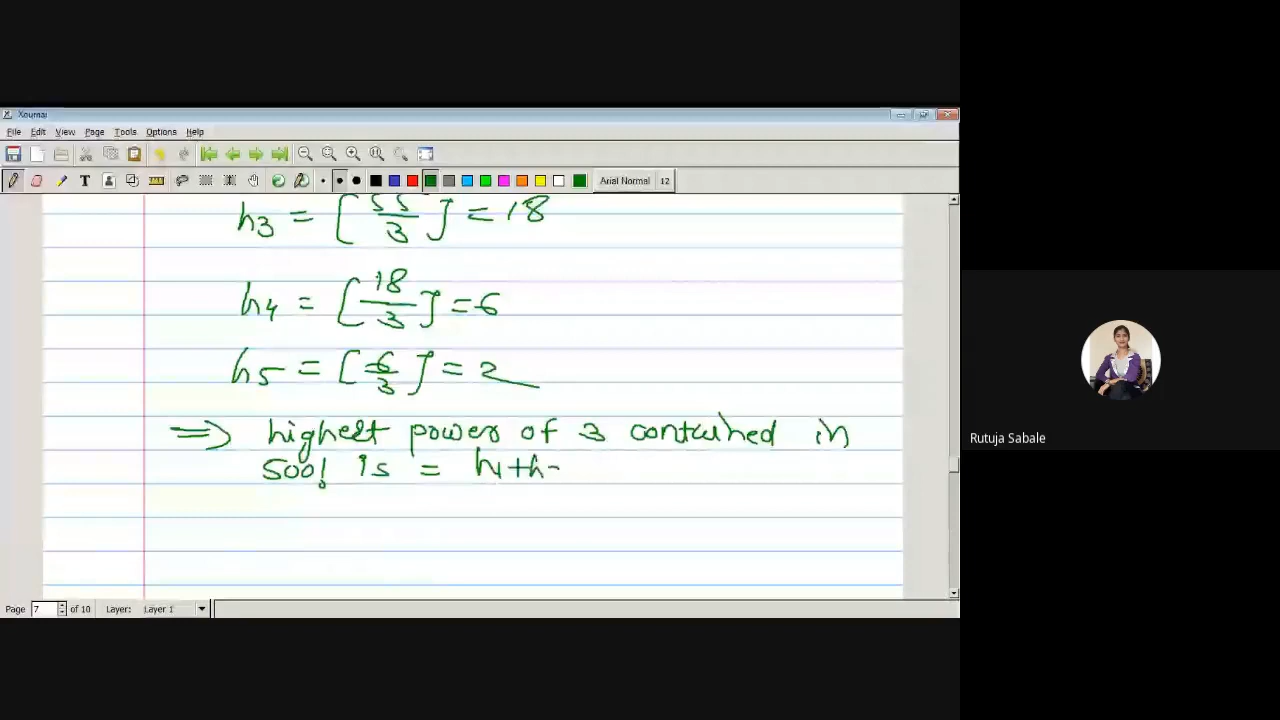 Xournal
File Edit View Page Tools Options Help
Arial Normal 12
h3 = [55/3] = 18
h4 = [18/3] = 6
h5 = [6/3] = 2
=> highest power of 3 contained in
500! is = h1+h
Rutuja Sabale
Page 7 of 10 Layer: Layer 1